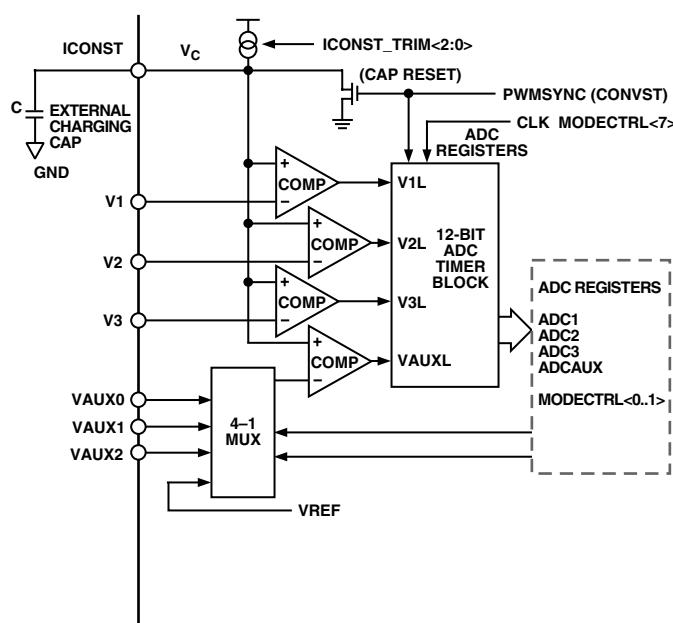 ICONST
V_C
ICONST_TRIM<2:0>
(CAP RESET)
PWMSYNC (CONVST)
C
EXTERNAL
CHARGING
CAP
GND
CLK MODECTRL<7>
ADC
REGISTERS
+
COMP
−
V1
V1L
+
COMP
−
V2
V2L
12-BIT
ADC
TIMER
BLOCK
+
COMP
−
V3
V3L
+
COMP
−
VAUXL
ADC REGISTERS
ADC1
ADC2
ADC3
ADCAUX
MODECTRL<0..1>
VAUX0
VAUX1
VAUX2
4–1
MUX
VREF